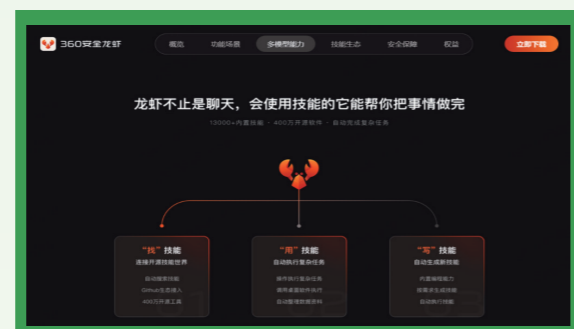 360安全龙虾
概览
功能场景
多模型能力
技能生态
安全保障
权益
立即下载
龙虾不止是聊天，会使用技能的它能帮你把事情做完
13000+内置技能 · 400万开源软件 · 自动完成复杂任务
“找”技能
连接开源技能世界
自动搜索技能
Github生态接入
400万开源工具
“用”技能
自动执行复杂任务
操作执行复杂任务
调用桌面软件执行
自动整理数据资料
“写”技能
自动生成新技能
内置编程能力
按需求生成技能
自动执行技能